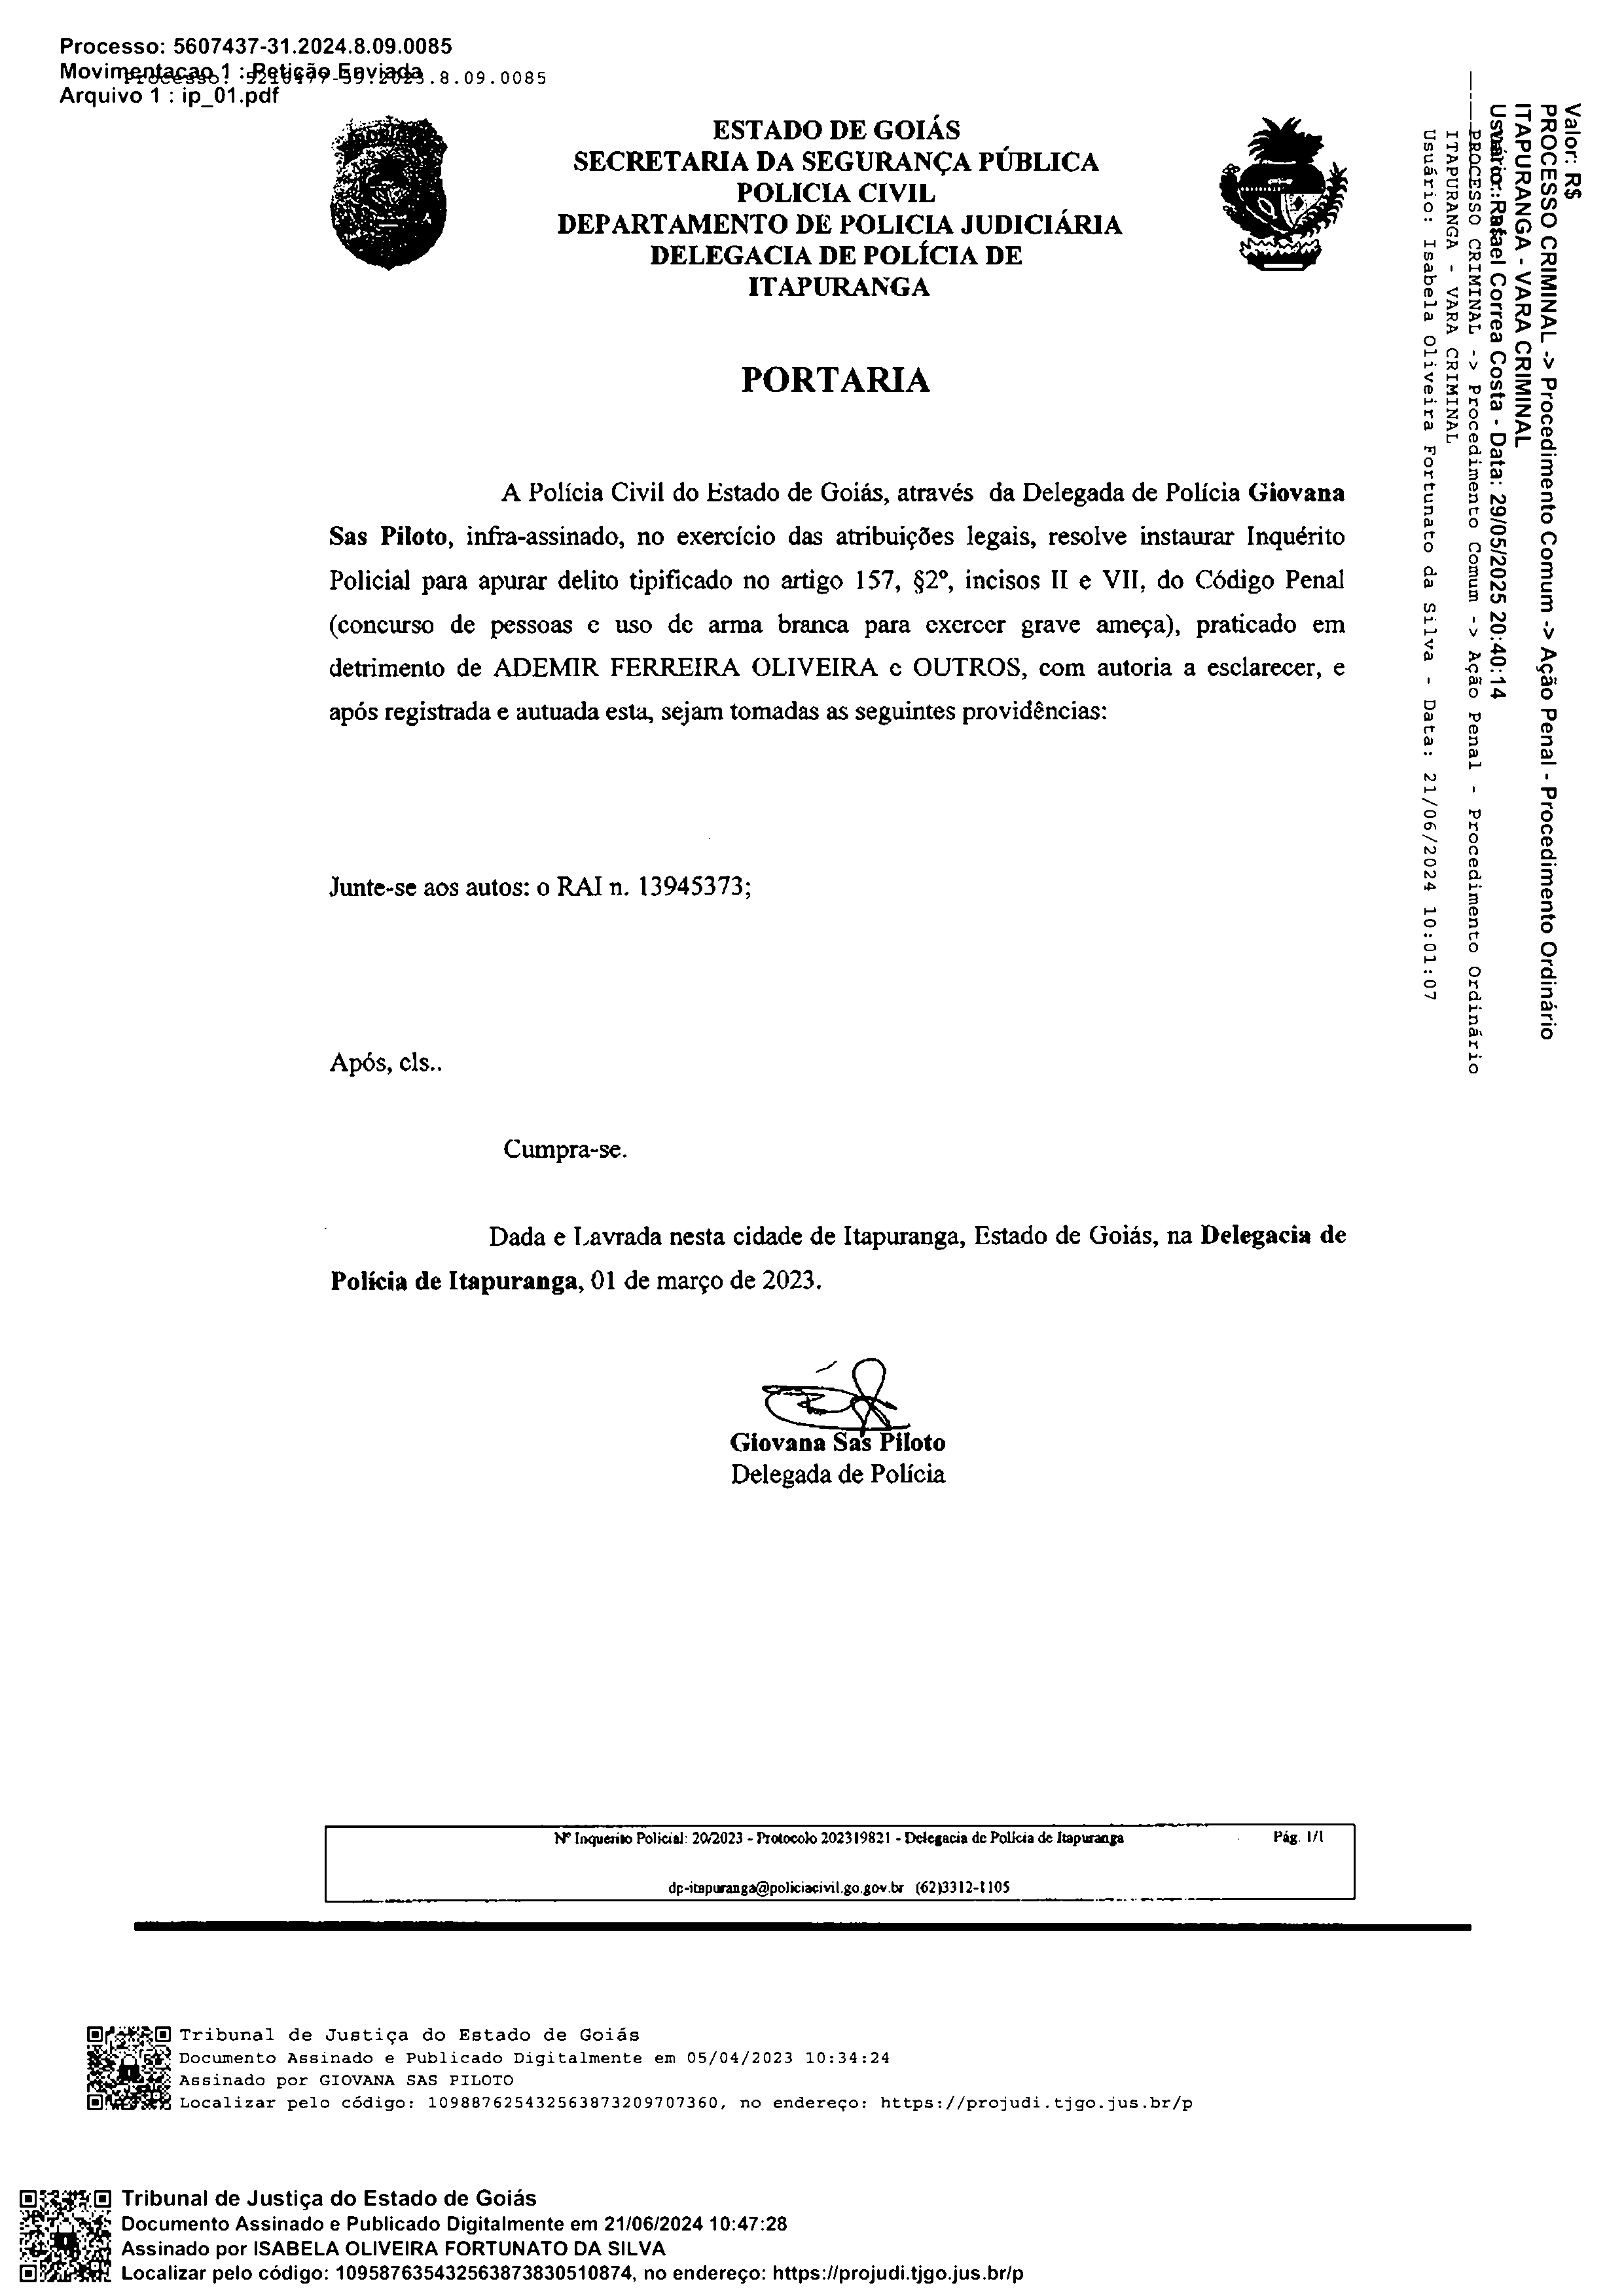 Processo: 5607437-31.2024.8.09.0085
Movimentacao 1 : Petição Enviada
Processo: 5218477-59.2023.8.09.0085
Arquivo 1 : ip_01.pdf
ESTADO DE GOIÁS
SECRETARIA DA SEGURANÇA PÚBLICA
POLICIA CIVIL
DEPARTAMENTO DE POLICIA JUDICIÁRIA
DELEGACIA DE POLÍCIA DE
ITAPURANGA
PORTARIA
A Polícia Civil do Estado de Goiás, através da Delegada de Polícia Giovana
Sas Piloto, infra-assinado, no exercício das atribuições legais, resolve instaurar Inquérito
Policial para apurar delito tipificado no artigo 157, §2º, incisos II e VII, do Código Penal
(concurso de pessoas e uso de arma branca para exercer grave ameça), praticado em
detrimento de ADEMIR FERREIRA OLIVEIRA e OUTROS, com autoria a esclarecer, e
após registrada e autuada esta, sejam tomadas as seguintes providências:
Junte-se aos autos: o RAI n. 13945373;
Após, cls..
Cumpra-se.
Dada e Lavrada nesta cidade de Itapuranga, Estado de Goiás, na Delegacia de
Polícia de Itapuranga, 01 de março de 2023.
Giovana Sas Piloto
Delegada de Polícia
Nº Inquerito Policial: 20/2023 - Protocolo 202319821 - Delegacia de Polícia de Itapuranga Pág. 1/1
dp-itapuranga@policiacivil.go.gov.br (62)3312-1105
Valor: R$
PROCESSO CRIMINAL -> Procedimento Comum -> Ação Penal - Procedimento Ordinário
ITAPURANGA - VARA CRIMINAL
Usuário: Rafael Correa Costa - Data: 29/05/2025 20:40:14
PROCESSO CRIMINAL -> Procedimento Comum -> Ação Penal - Procedimento Ordinário
ITAPURANGA - VARA CRIMINAL
Usuário: Isabela Oliveira Fortunato da Silva - Data: 21/06/2024 10:01:07
Tribunal de Justiça do Estado de Goiás
Documento Assinado e Publicado Digitalmente em 05/04/2023 10:34:24
Assinado por GIOVANA SAS PILOTO
Localizar pelo código: 109887625432563873209707360, no endereço: https://projudi.tjgo.jus.br/p
Tribunal de Justiça do Estado de Goiás
Documento Assinado e Publicado Digitalmente em 21/06/2024 10:47:28
Assinado por ISABELA OLIVEIRA FORTUNATO DA SILVA
Localizar pelo código: 109587635432563873830510874, no endereço: https://projudi.tjgo.jus.br/p